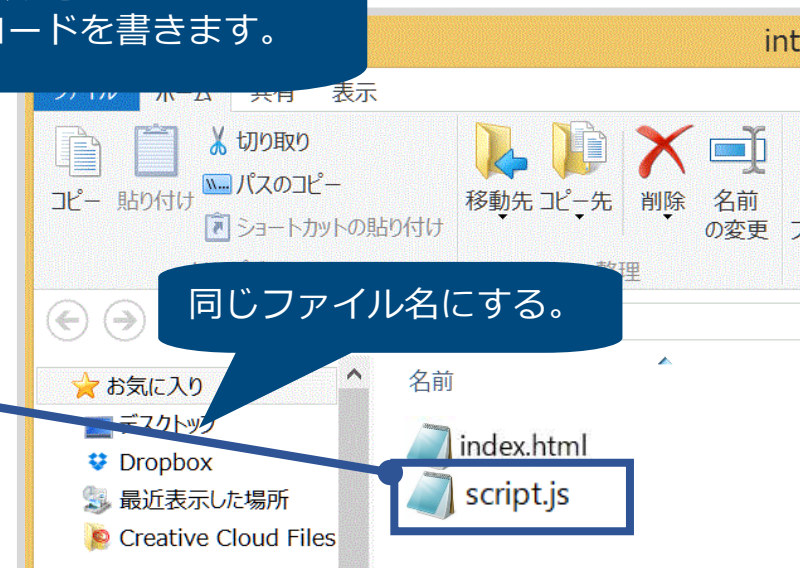 コードを書きます。
int
ファイル ホーム 共有 表示
コピー 貼り付け 切り取り
パスのコピー
ショートカットの貼り付け
移動先 コピー先 削除 名前
の変更
整理
同じファイル名にする。
お気に入り
デスクトップ
Dropbox
最近表示した場所
Creative Cloud Files
名前
index.html
script.js